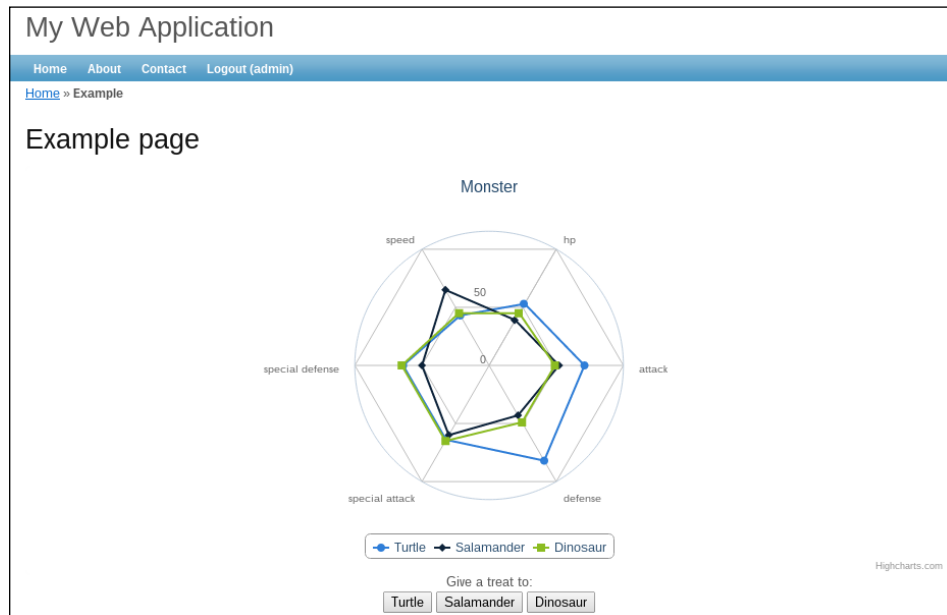 My Web Application
Home About Contact Logout (admin)
Home » Example
Example page
Monster
speed hp
50
0
special defense attack
special attack defense
Turtle Salamander Dinosaur
Highcharts.com
Give a treat to:
Turtle Salamander Dinosaur